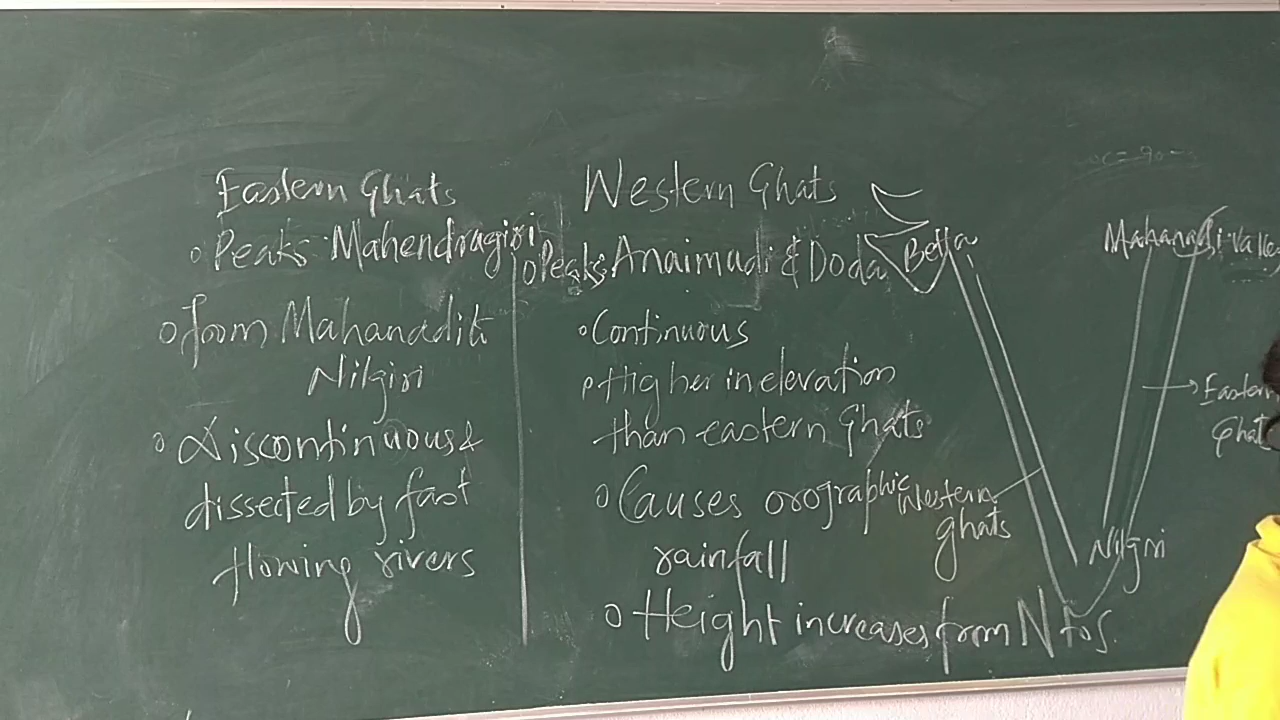 Eastern Ghats
Peaks: Mahendragiri
from Mahanadi to
Nilgiri
Discontinuous &
dissected by fast
flowing rivers
Western Ghats
Peaks: Anaimudi & Doda Betta
Continuous
Higher in elevation
than eastern Ghats
Causes orographic
rainfall
Height increases from N to S.
Western
ghats
Mahanadi Valley
Eastern
Ghat
Nilgiri